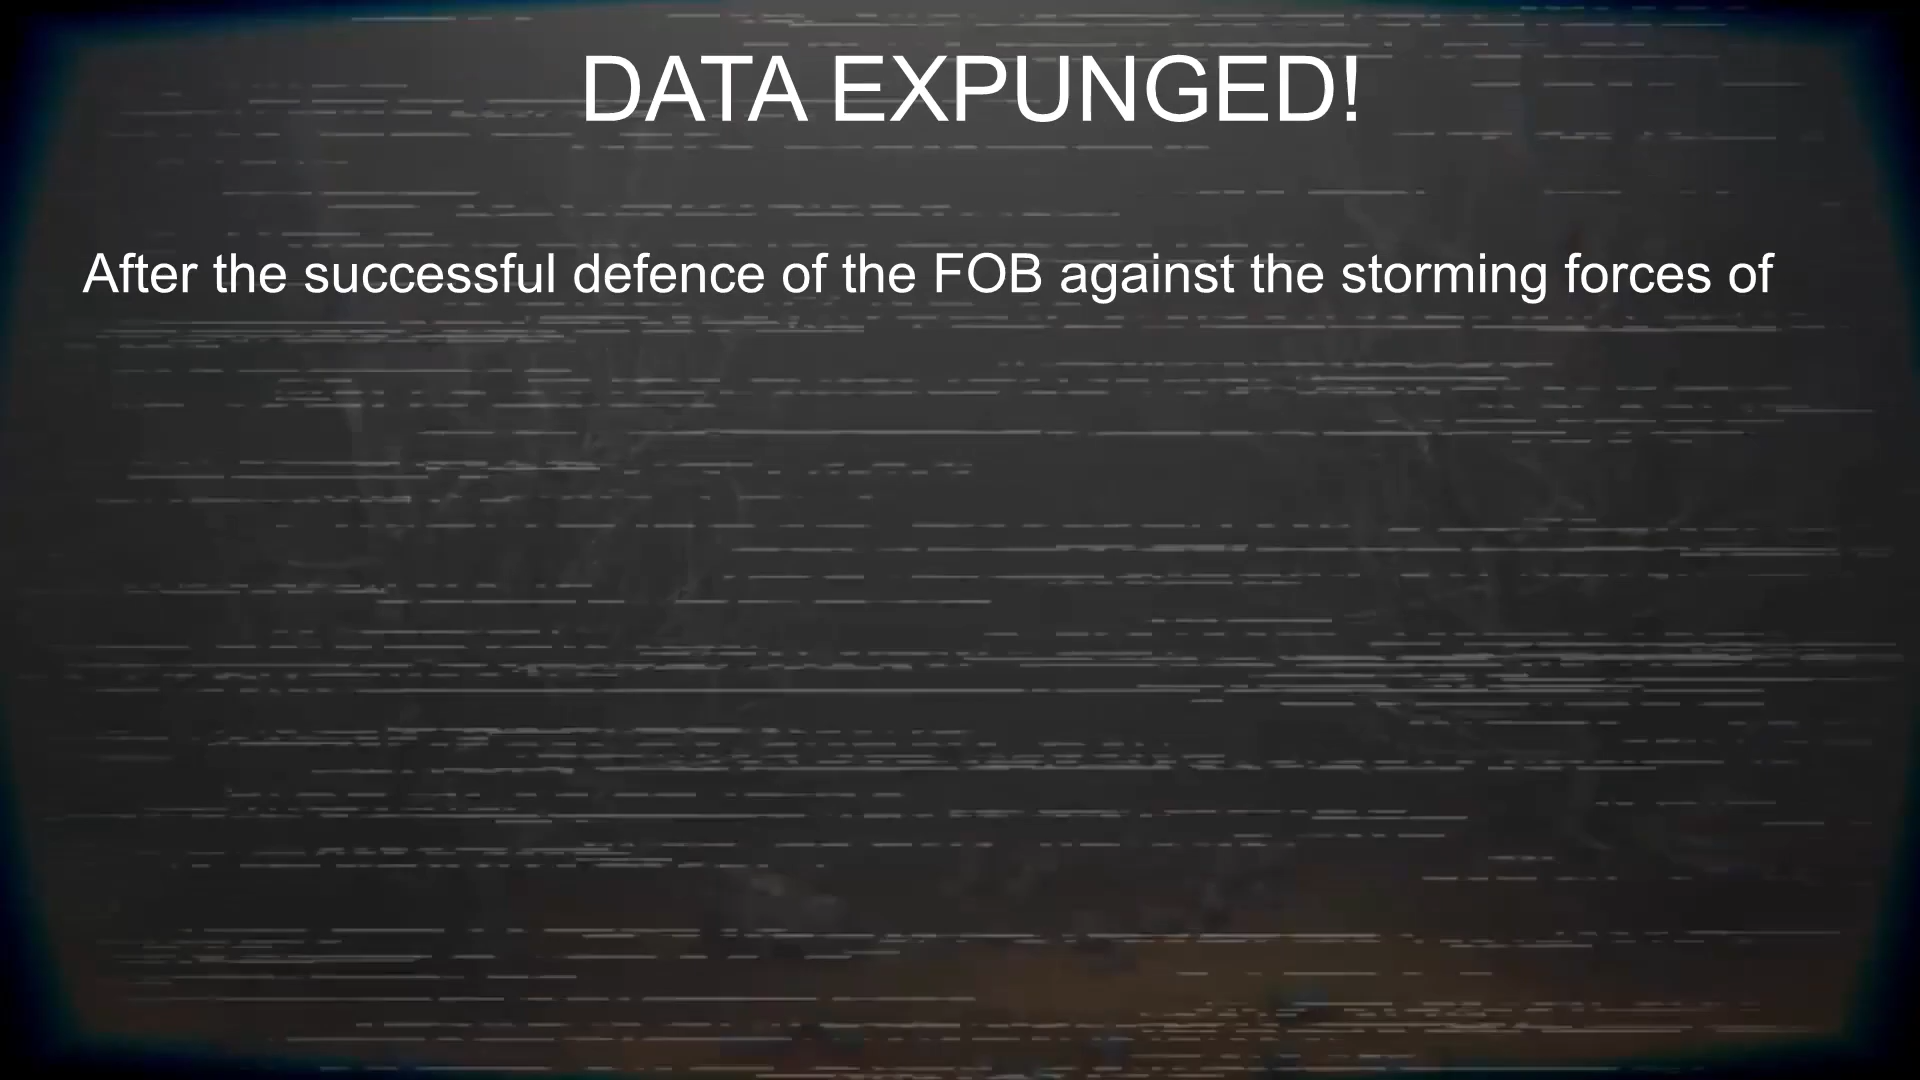 DATA EXPUNGED!
After the successful defence of the FOB against the storming forces of